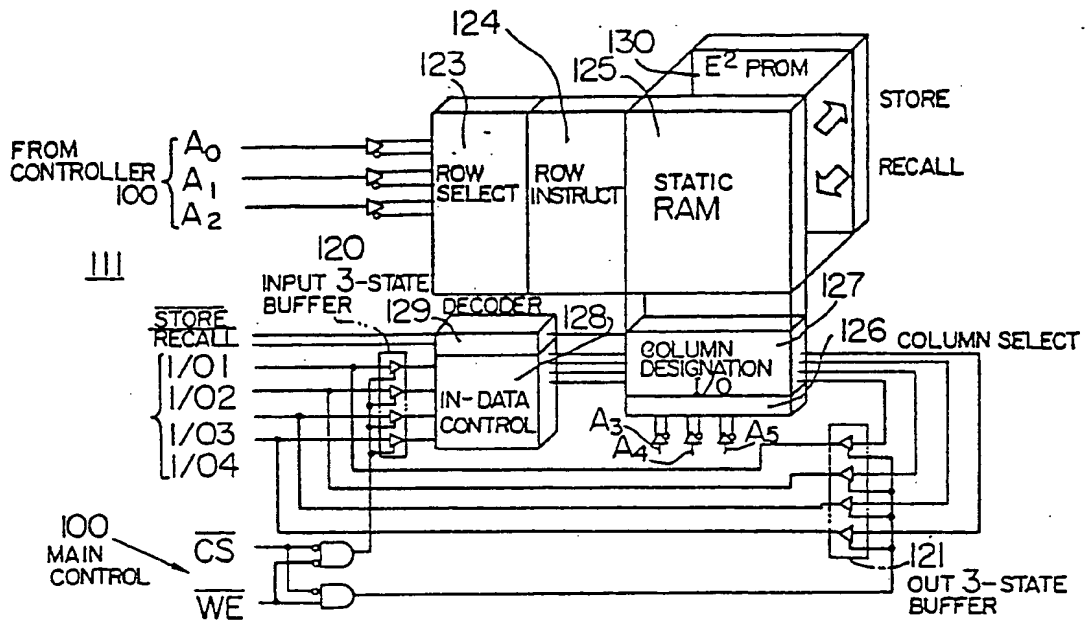 124
130
E² PROM
123
125
STORE
FROM
CONTROLLER
100
A₀
A₁
A₂
ROW
SELECT
ROW
INSTRUCT
STATIC
RAM
RECALL
111
120
INPUT 3-STATE
BUFFER
DECODER
127
129
128
126
STORE
RECALL
COLUMN SELECT
I/O1
I/O2
I/O3
I/O4
COLUMN
DESIGNATION
I/O
IN-DATA
CONTROL
A₃
A₄
A₅
100
MAIN
CONTROL
CS
WE
121
OUT 3-STATE
BUFFER